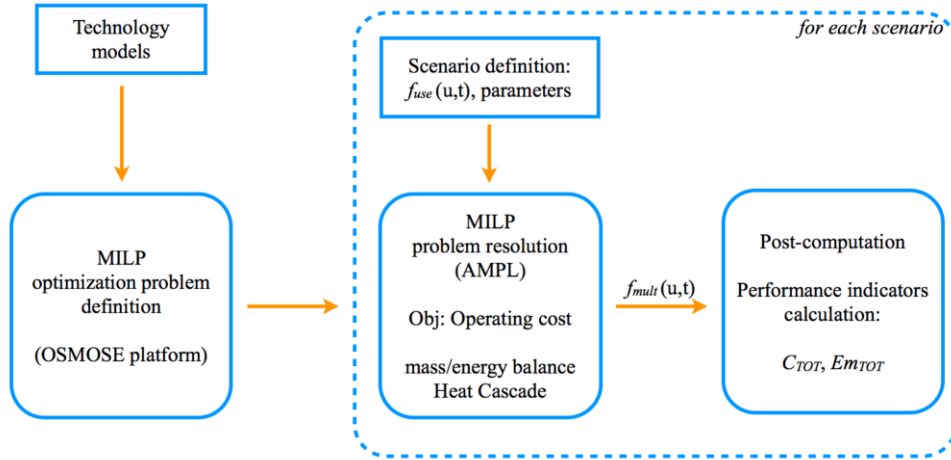 Technology
models
for each scenario
Scenario definition:
fuse (u,t), parameters
MILP
optimization problem
definition
(OSMOSE platform)
MILP
problem resolution
(AMPL)
Obj: Operating cost
mass/energy balance
Heat Cascade
fmult (u,t)
Post-computation
Performance indicators
calculation:
CTOT, EmTOT